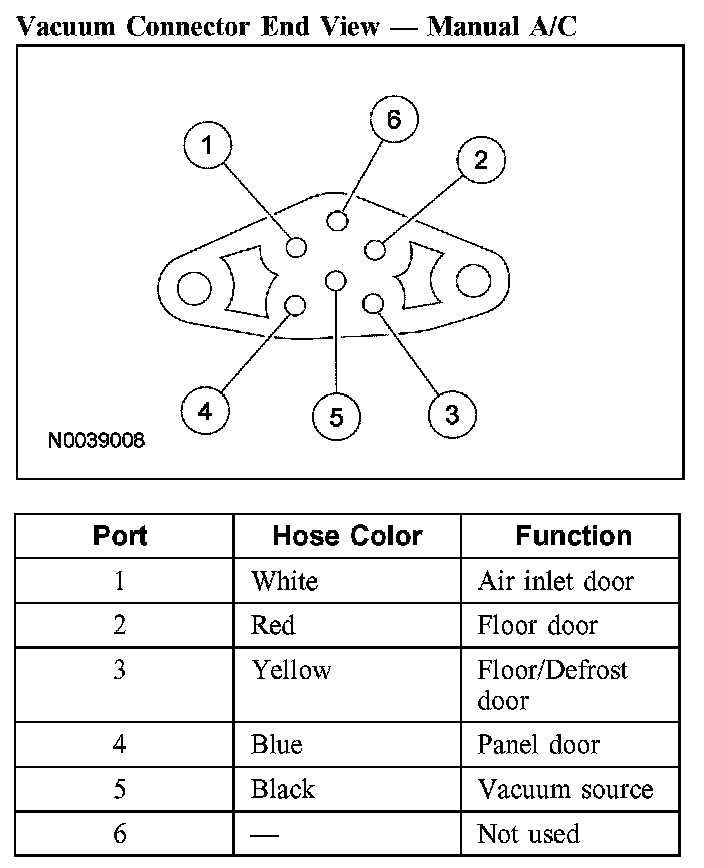 Vacuum Connector End View — Manual A/C
6
1
2
4
5
3
N0039008
Port Hose Color Function
1 White Air inlet door
2 Red Floor door
3 Yellow Floor/Defrost
door
4 Blue Panel door
5 Black Vacuum source
6 — Not used